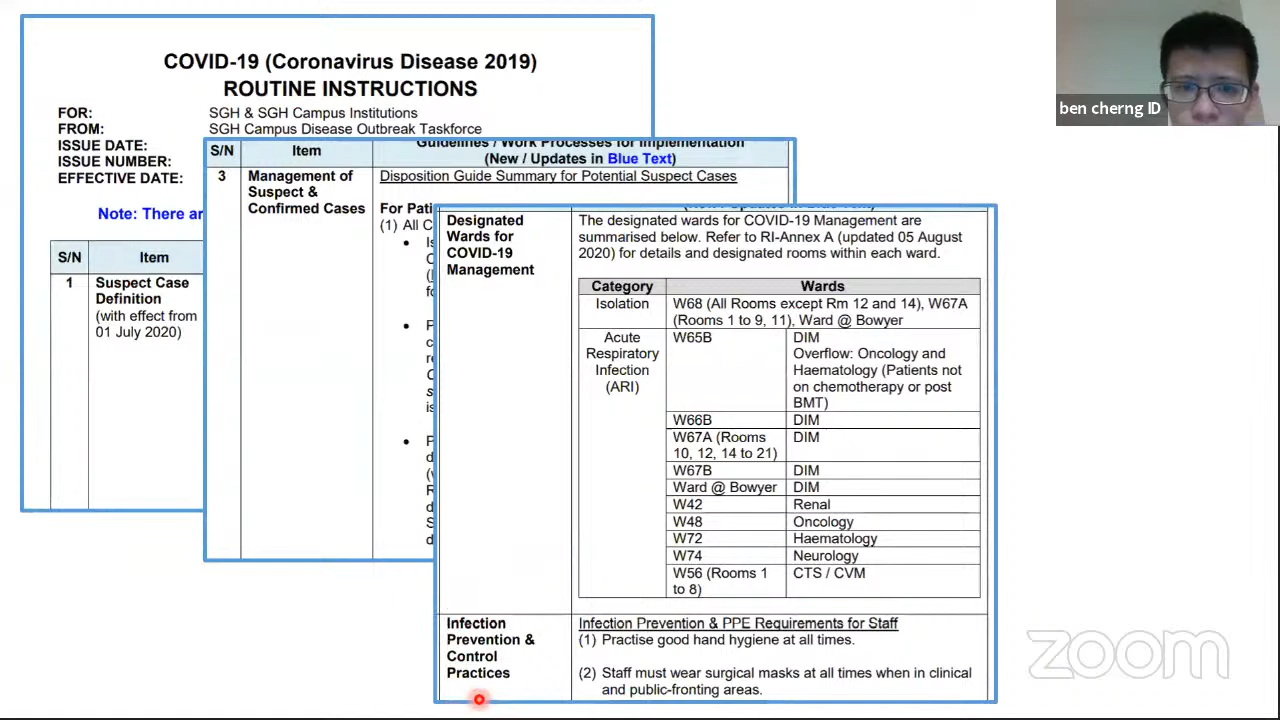 COVID-19 (Coronavirus Disease 2019)
ROUTINE INSTRUCTIONS
FOR: SGH & SGH Campus Institutions
FROM: SGH Campus Disease Outbreak Taskforce
ISSUE DATE:
ISSUE NUMBER:
EFFECTIVE DATE:
Note: There ar
S/N Item
1 Suspect Case
Definition
(with effect from
01 July 2020)
S/N Item Guidelines / Work Processes for Implementation
(New / Updates in Blue Text)
3 Management of
Suspect &
Confirmed Cases
Disposition Guide Summary for Potential Suspect Cases
For Pati
(1) All C
Designated
Wards for
COVID-19
Management
The designated wards for COVID-19 Management are
summarised below. Refer to RI-Annex A (updated 05 August
2020) for details and designated rooms within each ward.
Category Wards
Isolation W68 (All Rooms except Rm 12 and 14), W67A
(Rooms 1 to 9, 11), Ward @ Bowyer
Acute
Respiratory
Infection
(ARI)
W65B DIM
Overflow: Oncology and
Haematology (Patients not
on chemotherapy or post
BMT)
W66B DIM
W67A (Rooms
10, 12, 14 to 21)
DIM
W67B DIM
Ward @ Bowyer DIM
W42 Renal
W48 Oncology
W72 Haematology
W74 Neurology
W56 (Rooms 1
to 8)
CTS / CVM
Infection
Prevention &
Control
Practices
Infection Prevention & PPE Requirements for Staff
(1) Practise good hand hygiene at all times.
(2) Staff must wear surgical masks at all times when in clinical
and public-fronting areas.
ben cherng ID
zoom